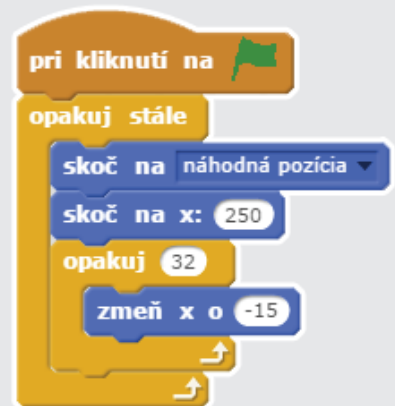 pri kliknutí na
opakuj stále
skoč na náhodná pozícia
skoč na x: 250
opakuj 32
zmeň x o -15